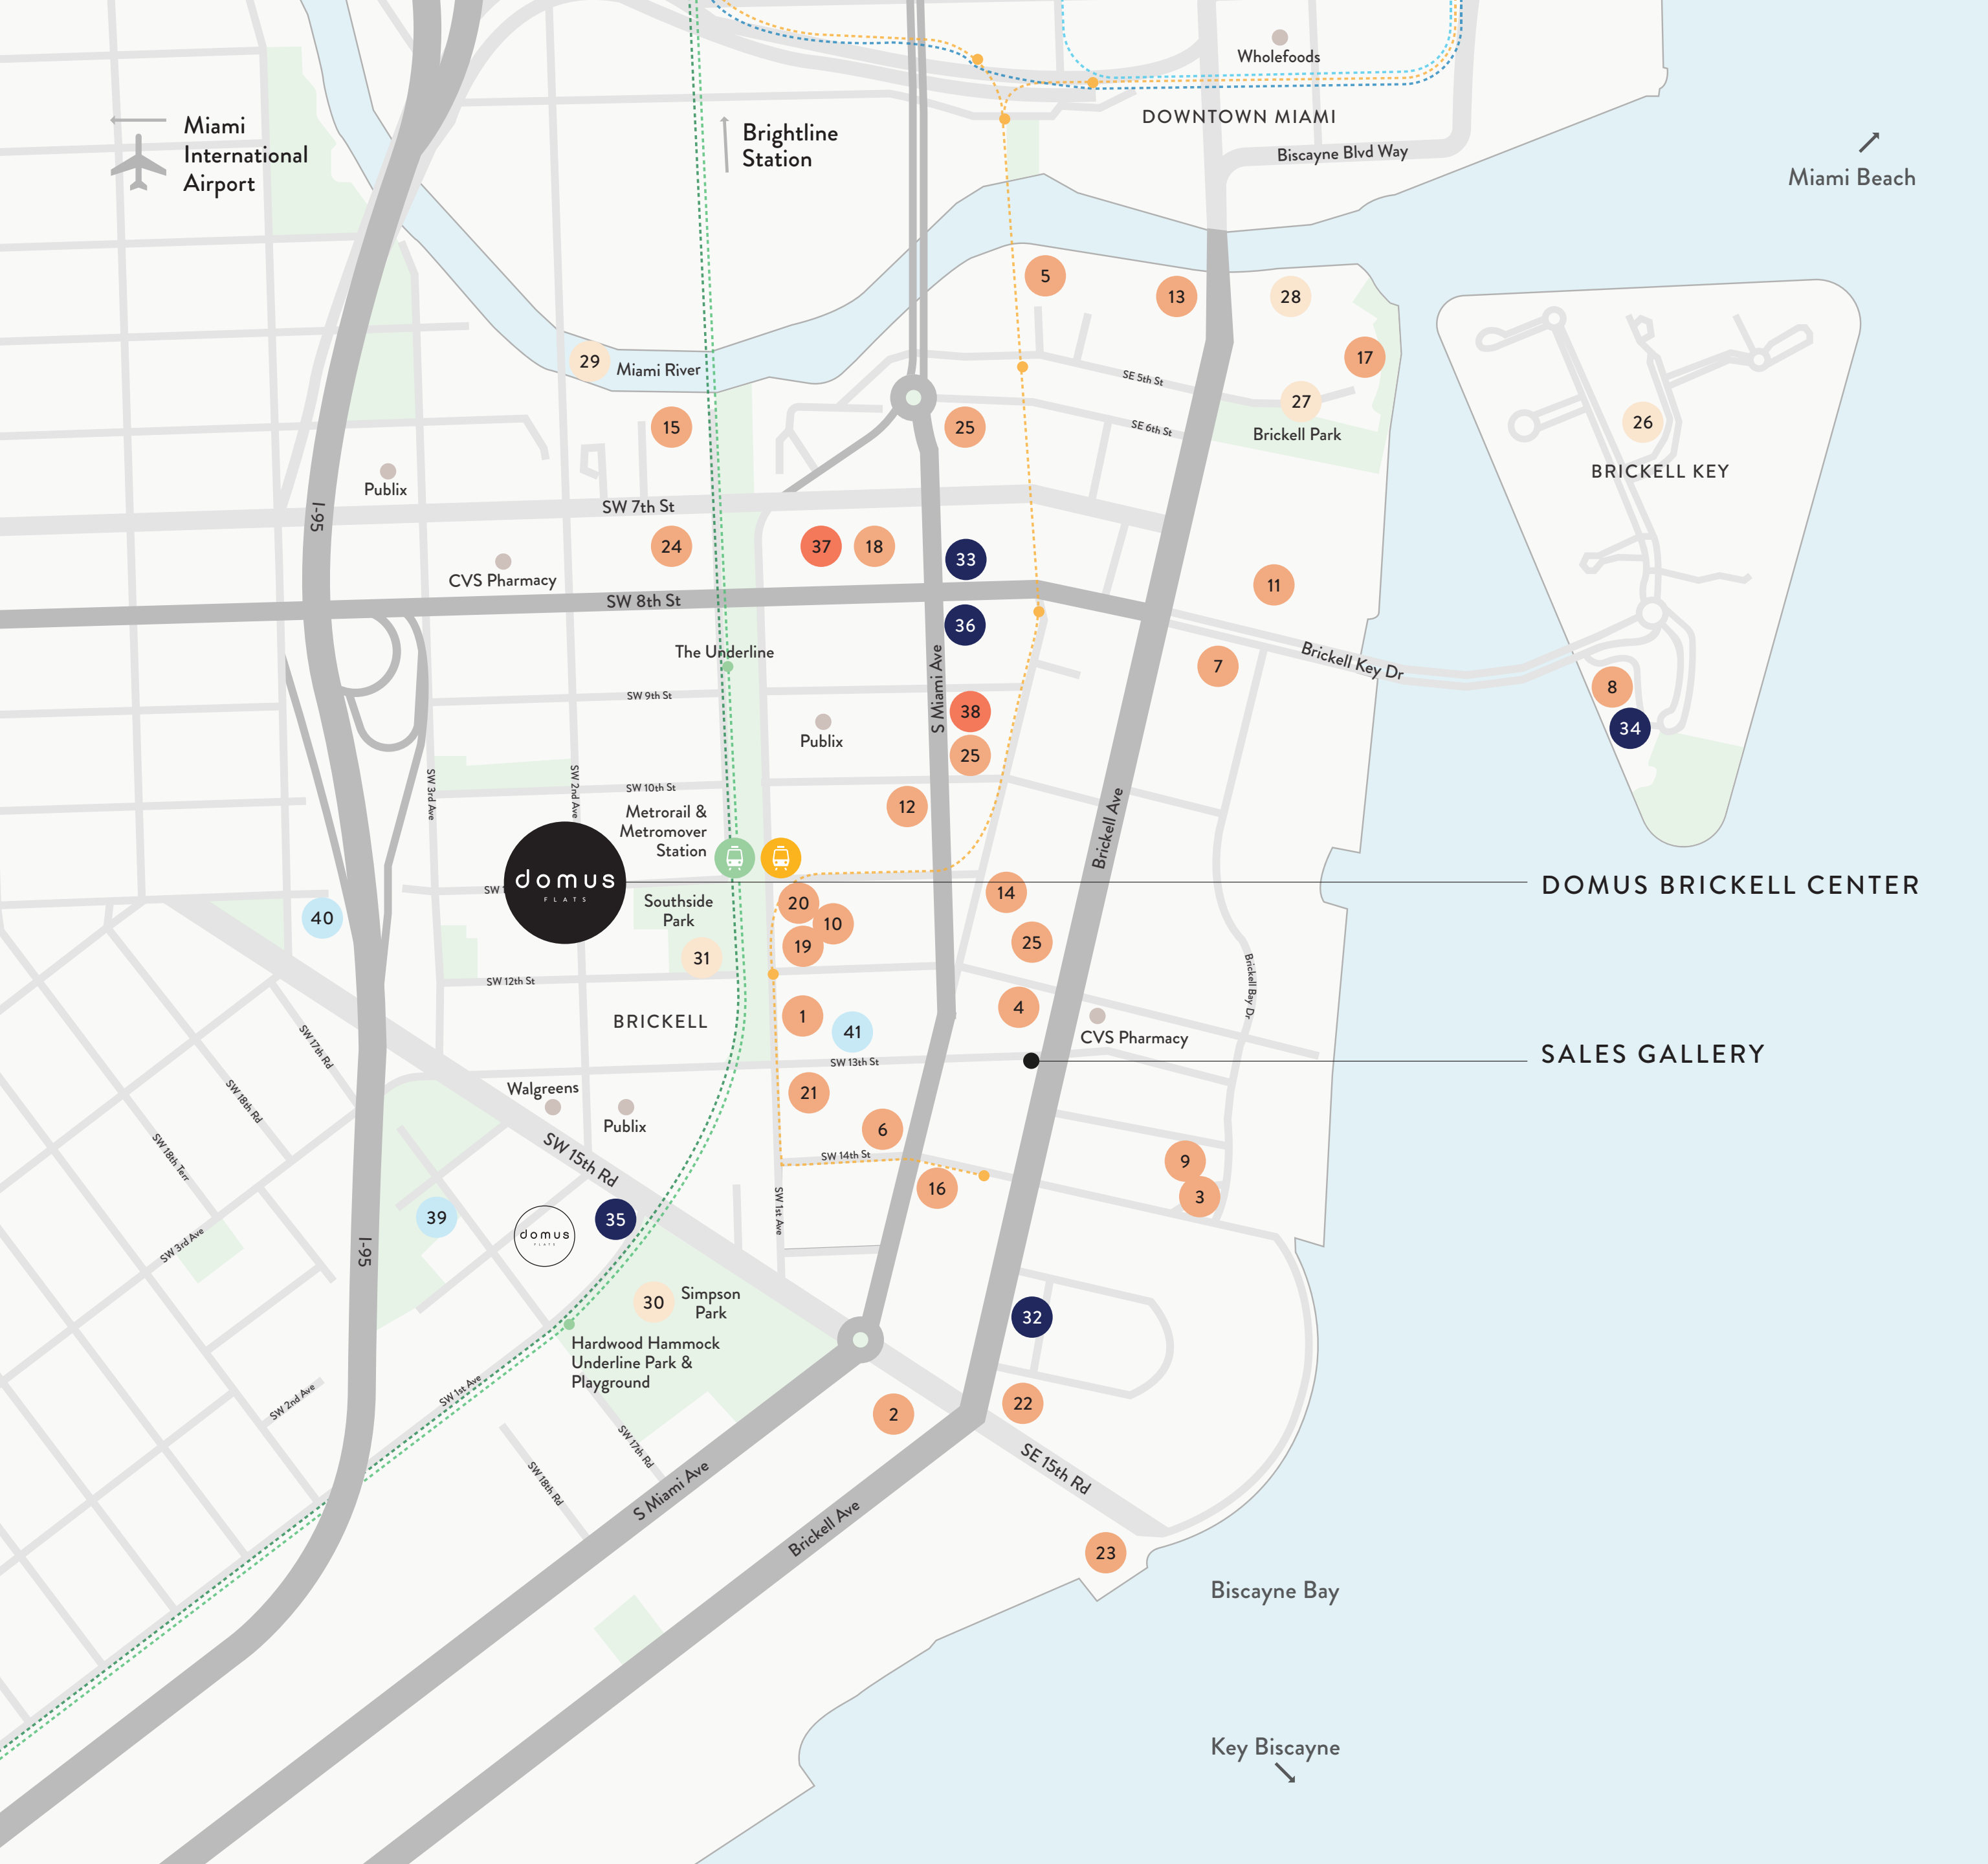 Wholefoods
DOWNTOWN MIAMI
Biscayne Blvd Way
Miami
International
Airport
Brightline
Station
Miami Beach
5
13
28
17
29
Miami River
SE 5th St
27
Brickell Park
SE 6th St
15
25
26
BRICKELL KEY
Publix
I-95
SW 7th St
24
37
18
33
CVS Pharmacy
SW 8th St
11
36
The Underline
S Miami Ave
7
Brickell Key Dr
8
34
SW 9th St
38
25
Publix
SW 3rd Ave
SW 2nd Ave
SW 10th St
12
Brickell Ave
Metrorail &
Metromover
Station
domus
FLATS
SW 1
DOMUS BRICKELL CENTER
Southside
Park
20
10
19
14
25
40
31
SW 12th St
Brickell Bay Dr
BRICKELL
1
41
4
CVS Pharmacy
SW 13th St
SALES GALLERY
SW 17th Rd
SW 18th Rd
SW 18th Terr
Walgreens
Publix
21
6
SW 15th Rd
SW 14th St
9
3
16
39
35
domus
FLATS
SW 1st Ave
SW 3rd Ave
I-95
30
Simpson
Park
32
Hardwood Hammock
Underline Park &
Playground
SW 1st Ave
SW 2nd Ave
2
22
SW 17th Rd
SW 18th Rd
S Miami Ave
Brickell Ave
SE 15th Rd
23
Biscayne Bay
Key Biscayne